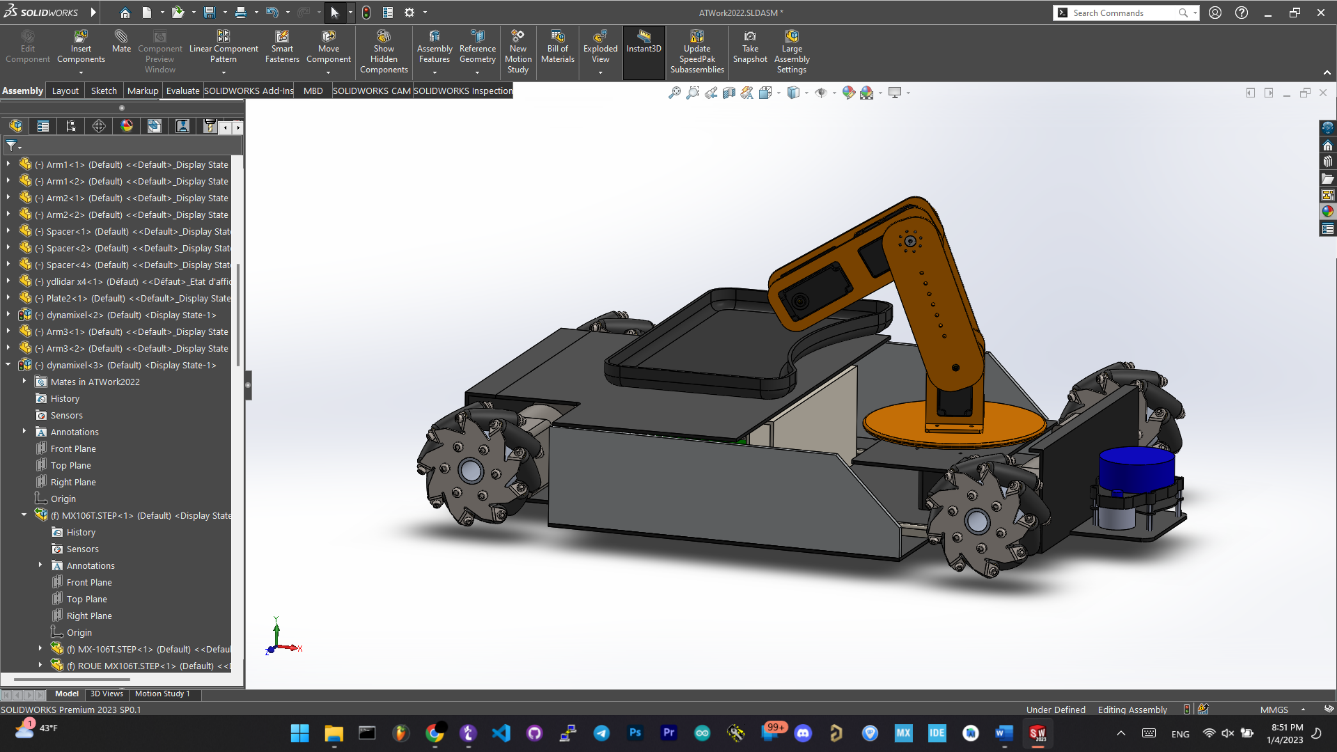 SOLIDWORKS
ATWork2022.SLDASM *
Search Commands
Edit Component
Insert Components
Mate
Component Preview Window
Linear Component Pattern
Smart Fasteners
Move Component
Show Hidden Components
Assembly Features
Reference Geometry
New Motion Study
Bill of Materials
Exploded View
Instant3D
Update SpeedPak Subassemblies
Take Snapshot
Large Assembly Settings
Assembly
Layout
Sketch
Markup
Evaluate
SOLIDWORKS Add-Ins
MBD
SOLIDWORKS CAM
SOLIDWORKS Inspection
(-) Arm1<1> (Default) <<Default>_Display State
(-) Arm1<2> (Default) <<Default>_Display State
(-) Arm2<1> (Default) <<Default>_Display State
(-) Arm2<2> (Default) <<Default>_Display State
(-) Spacer<1> (Default) <<Default>_Display State
(-) Spacer<2> (Default) <<Default>_Display State
(-) Spacer<4> (Default) <<Default>_Display State
(-) ydlidar x4<1> (Défaut) <<Défaut>_Etat d'affic
(-) Plate2<1> (Default) <<Default>_Display State
(-) dynamixel<2> (Default) <Display State-1>
(-) Arm3<1> (Default) <<Default>_Display State
(-) Arm3<2> (Default) <<Default>_Display State
(-) dynamixel<3> (Default) <Display State-1>
Mates in ATWork2022
History
Sensors
Annotations
Front Plane
Top Plane
Right Plane
Origin
(f) MX106T.STEP<1> (Default) <Display State
History
Sensors
Annotations
Front Plane
Top Plane
Right Plane
Origin
(f) MX-106T.STEP<1> (Default) <<Defaul
(f) ROUE MX106T.STEP<1> (Default) <<D
Y
X
Z
Model
3D Views
Motion Study 1
SOLIDWORKS Premium 2023 SP0.1
Under Defined
Editing Assembly
MMGS
1
43°F
Ps
Pr
99+
MX
IDE
W
SW
2023
ENG
8:51 PM
1/4/2023